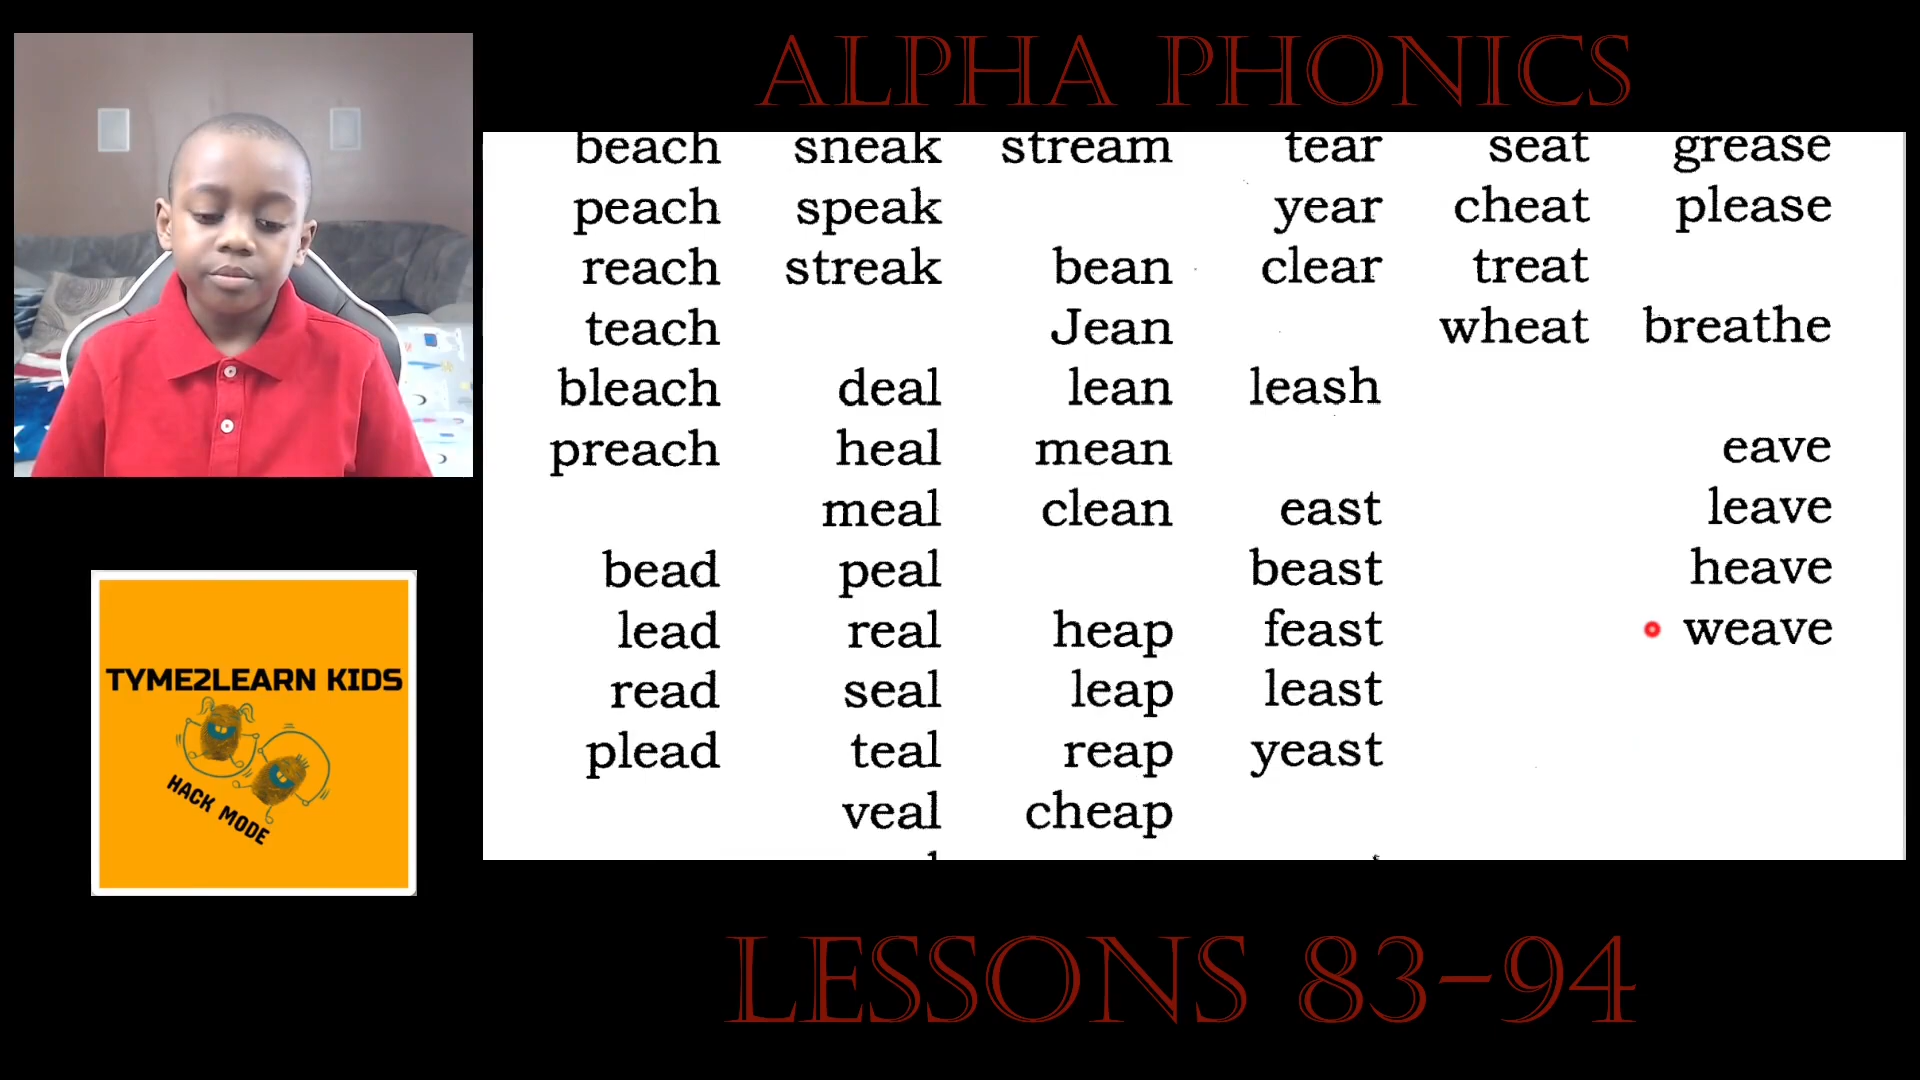 ALPHA PHONICS
beach sneak stream tear seat grease
peach speak year cheat please
reach streak bean clear treat
teach Jean wheat breathe
bleach deal lean leash
preach heal mean eave
meal clean east leave
bead peal beast heave
lead real heap feast weave
read seal leap least
plead teal reap yeast
veal cheap
TYME2LEARN KIDS
HACK MODE
LESSONS 83-94